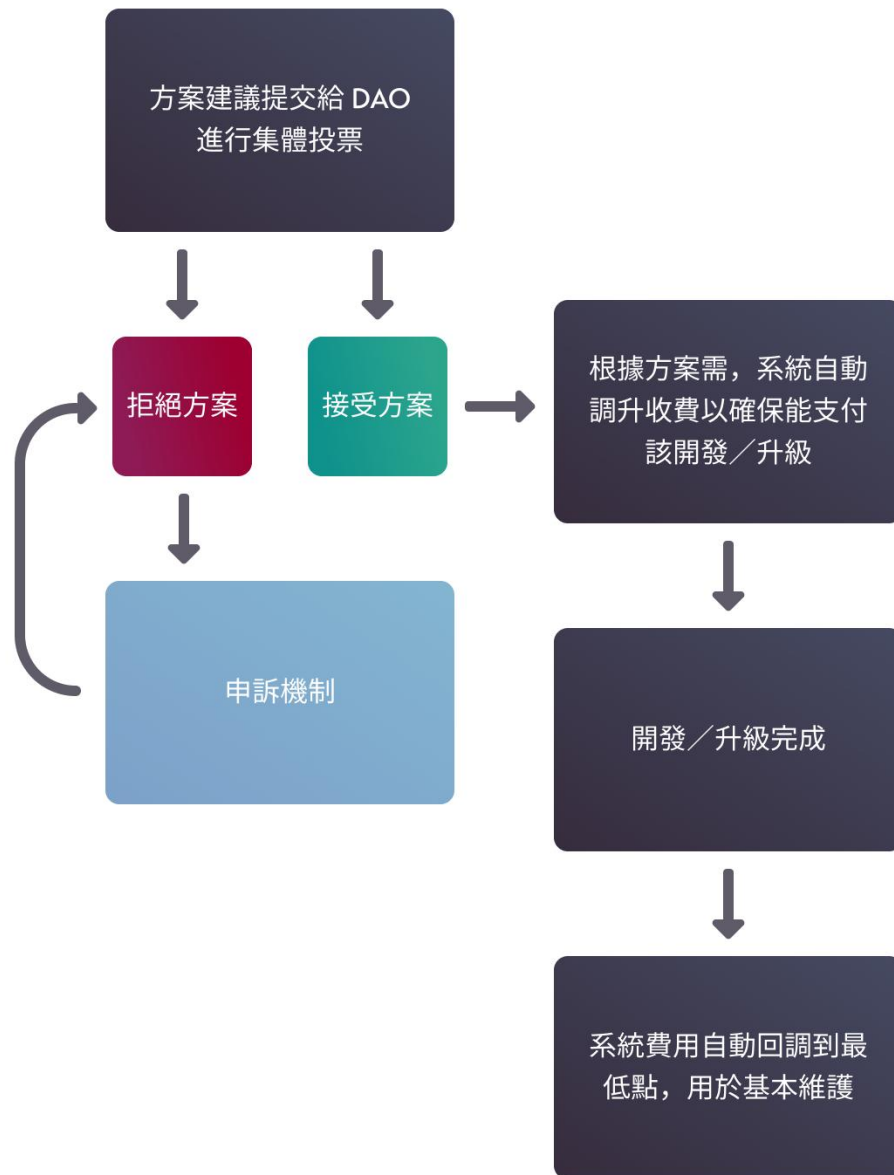 方案建議提交給 DAO
進行集體投票
拒絕方案
接受方案
根據方案需，系統自動
調升收費以確保能支付
該開發／升級
申訴機制
開發／升級完成
系統費用自動回調到最
低點，用於基本維護